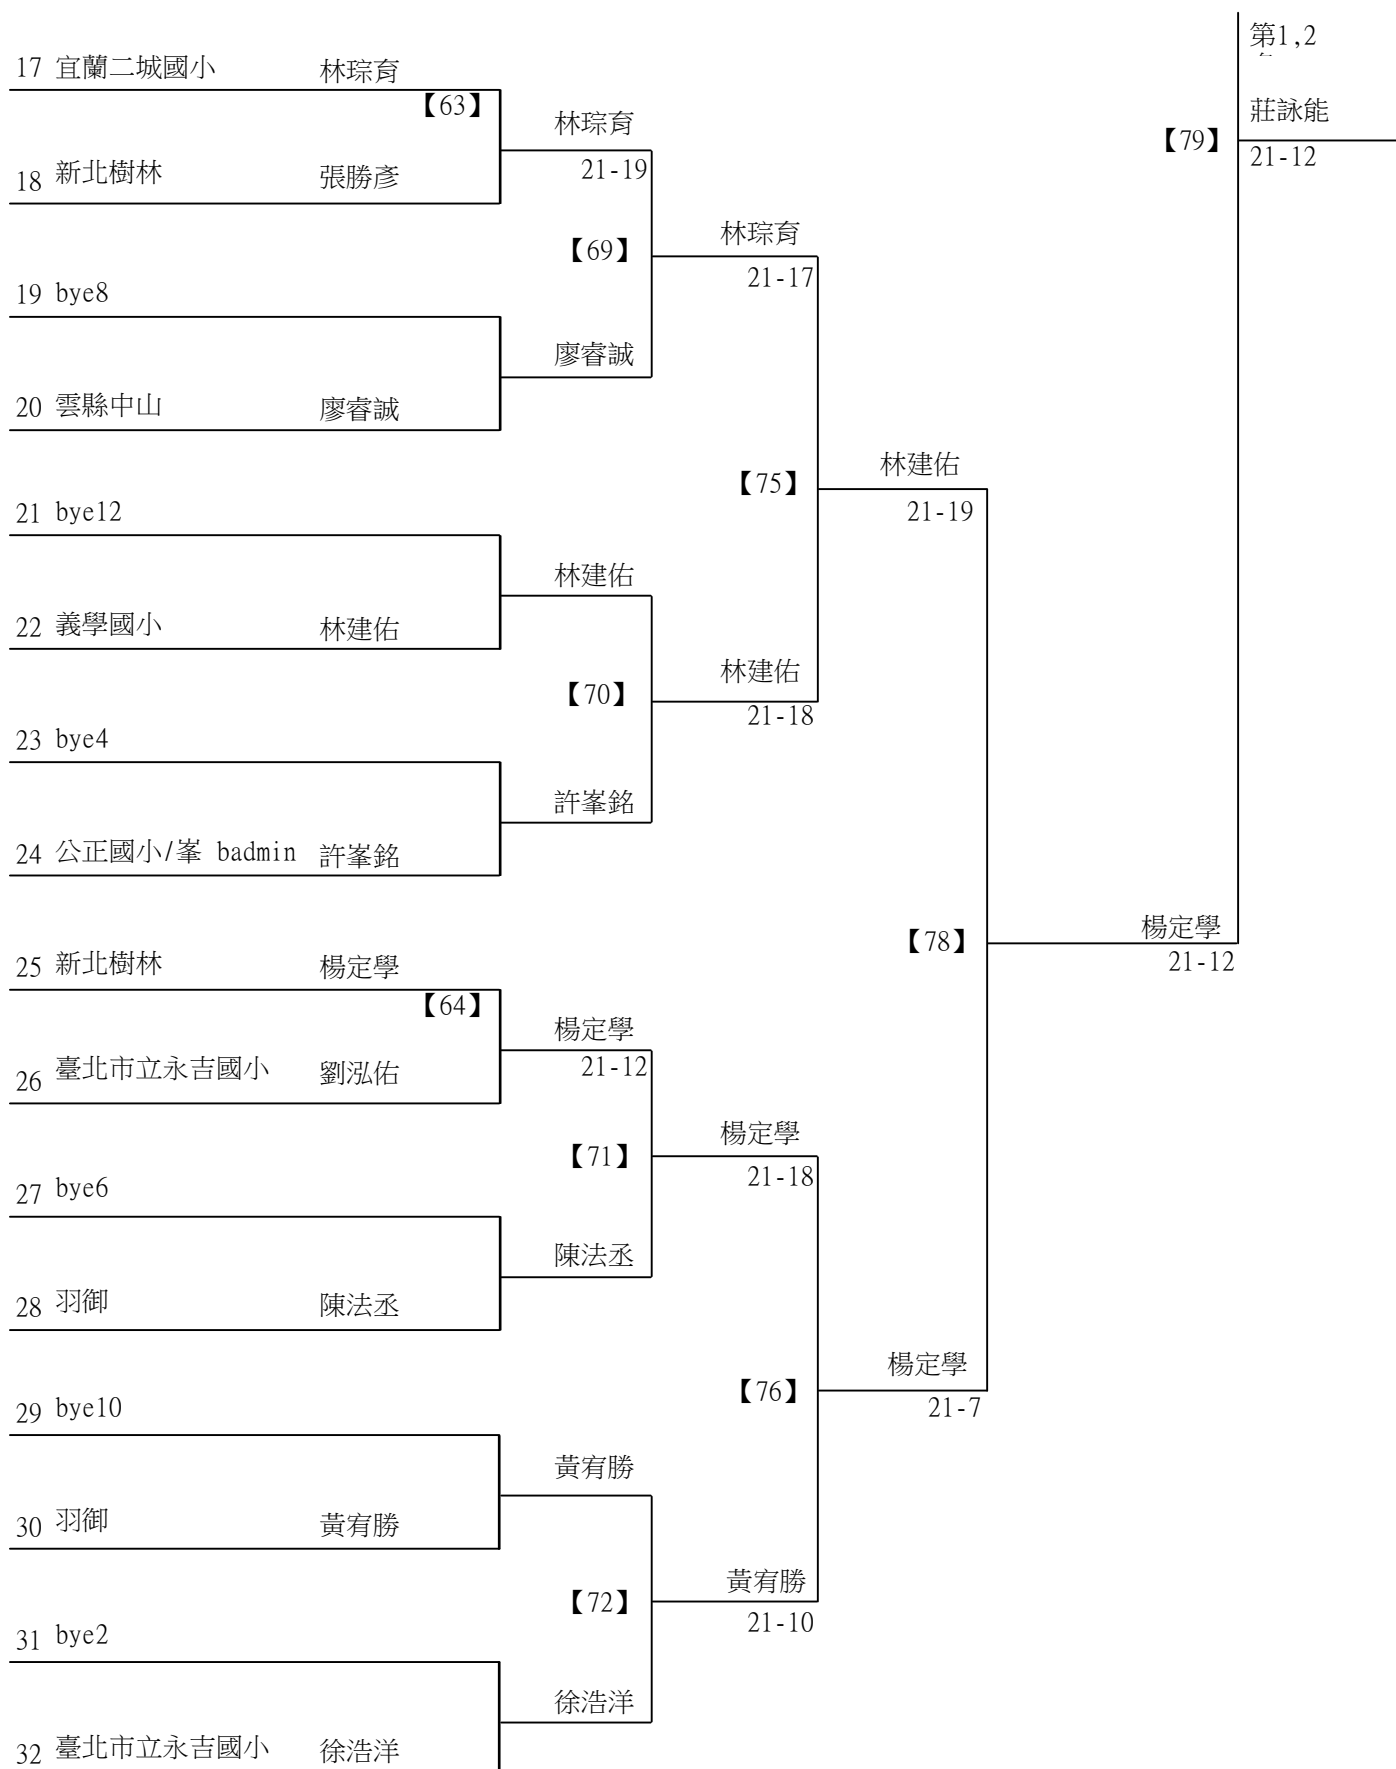 第1,2
17 宜蘭二城國小 林琮育
【63】
林琮育
莊詠能
【79】
21-12
18 新北樹林 張勝彥
21-19
林琮育
【69】
21-17
19 bye8
廖睿誠
20 雲縣中山 廖睿誠
林建佑
【75】
21-19
21 bye12
林建佑
22 義學國小 林建佑
林建佑
【70】
21-18
23 bye4
許峯銘
24 公正國小/峯 badmin 許峯銘
楊定學
【78】
21-12
25 新北樹林 楊定學
【64】
楊定學
21-12
26 臺北市立永吉國小 劉泓佑
楊定學
【71】
21-18
27 bye6
陳法丞
28 羽御 陳法丞
楊定學
【76】
21-7
29 bye10
黃宥勝
30 羽御 黃宥勝
黃宥勝
【72】
21-10
31 bye2
徐浩洋
32 臺北市立永吉國小 徐浩洋